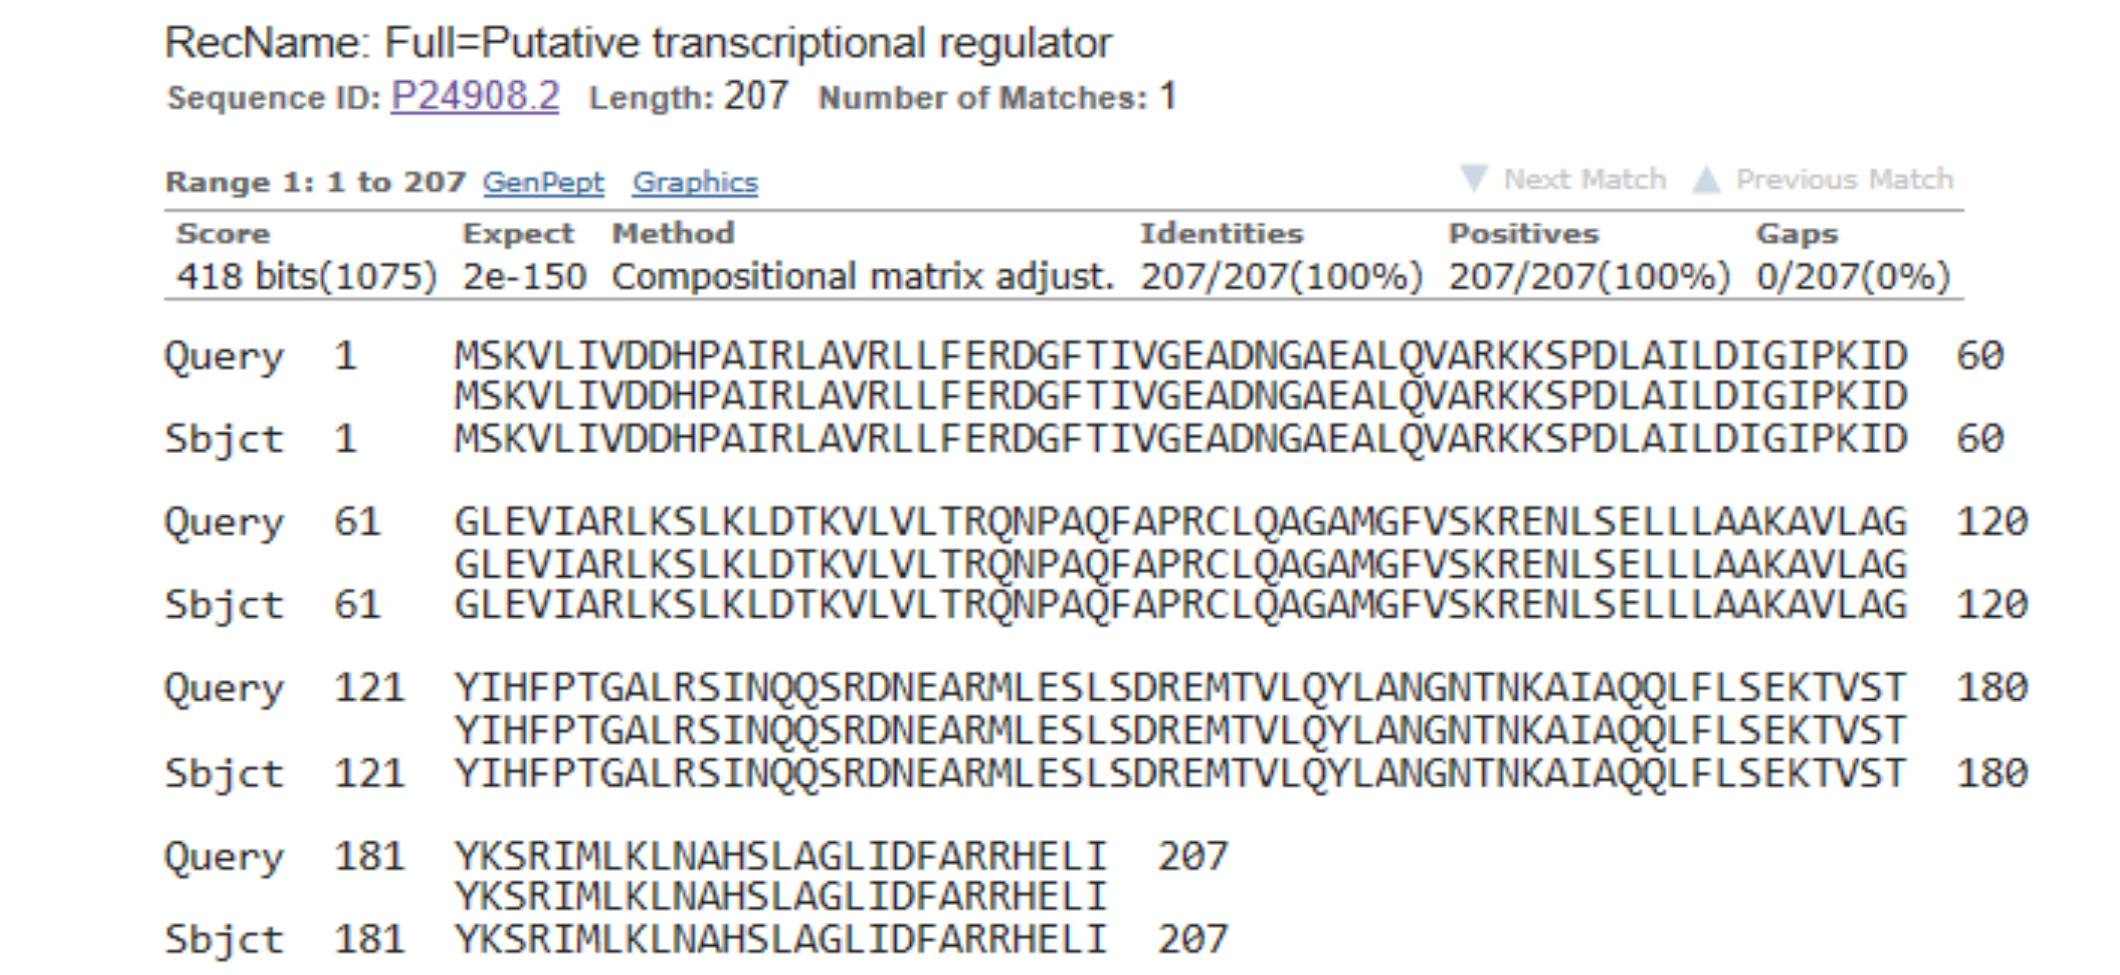 RecName: Full=Putative transcriptional regulator
Sequence ID: P24908.2 Length: 207 Number of Matches: 1
Range 1: 1 to 207 GenPept Graphics ▼ Next Match ▲ Previous Match
Score Expect Method Identities Positives Gaps
418 bits(1075) 2e-150 Compositional matrix adjust. 207/207(100%) 207/207(100%) 0/207(0%)
Query 1 MSKVLIVDDHPAIRLAVRLLFERDGFTIVGEADNGAEALQVARKKSPDLAILDIGIPKID 60
MSKVLIVDDHPAIRLAVRLLFERDGFTIVGEADNGAEALQVARKKSPDLAILDIGIPKID
Sbjct 1 MSKVLIVDDHPAIRLAVRLLFERDGFTIVGEADNGAEALQVARKKSPDLAILDIGIPKID 60
Query 61 GLEVIARLKSLKLDTKVLVLTRQNPAQFAPRCLQAGAMGFVSKRENLSELLLAAKAVLAG 120
GLEVIARLKSLKLDTKVLVLTRQNPAQFAPRCLQAGAMGFVSKRENLSELLLAAKAVLAG
Sbjct 61 GLEVIARLKSLKLDTKVLVLTRQNPAQFAPRCLQAGAMGFVSKRENLSELLLAAKAVLAG 120
Query 121 YIHFPTGALRSINQQSRDNEARMLESLSDREMTVLQYLANGNTNKAIAQQLFLSEKTVST 180
YIHFPTGALRSINQQSRDNEARMLESLSDREMTVLQYLANGNTNKAIAQQLFLSEKTVST
Sbjct 121 YIHFPTGALRSINQQSRDNEARMLESLSDREMTVLQYLANGNTNKAIAQQLFLSEKTVST 180
Query 181 YKSRIMLKLNAHSLAGLIDFARRHELI 207
YKSRIMLKLNAHSLAGLIDFARRHELI
Sbjct 181 YKSRIMLKLNAHSLAGLIDFARRHELI 207